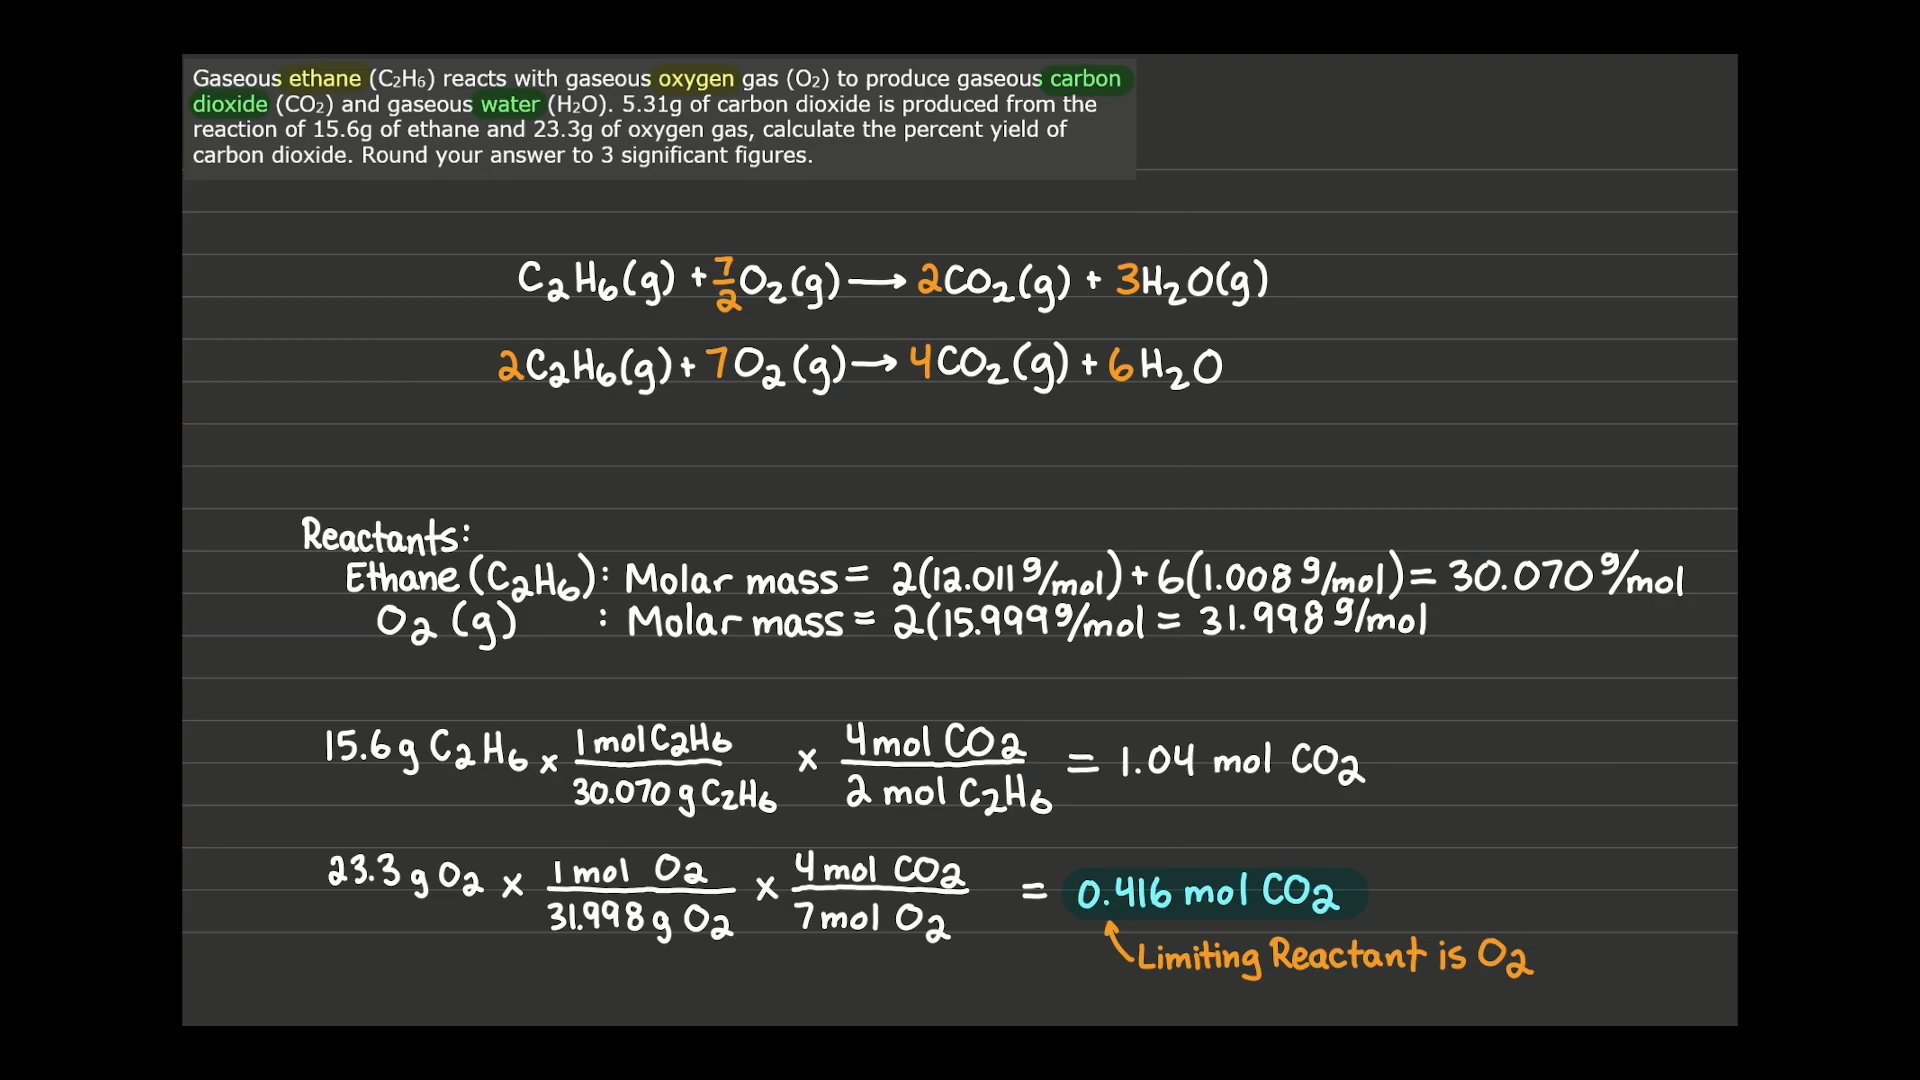 Gaseous ethane (C₂H₆) reacts with gaseous oxygen gas (O₂) to produce gaseous carbon
dioxide (CO₂) and gaseous water (H₂O). 5.31g of carbon dioxide is produced from the
reaction of 15.6g of ethane and 23.3g of oxygen gas, calculate the percent yield of
carbon dioxide. Round your answer to 3 significant figures.
C₂H₆(g) + 7/2 O₂(g) → 2CO₂(g) + 3H₂O(g)
2C₂H₆(g) + 7O₂(g) → 4CO₂(g) + 6H₂O
Reactants:
Ethane (C₂H₆): Molar mass = 2(12.011 g/mol) + 6(1.008 g/mol) = 30.070 g/mol
O₂ (g) : Molar mass = 2(15.999 g/mol = 31.998 g/mol
15.6 g C₂H₆ × 1 mol C₂H₆ / 30.070 g C₂H₆ × 4 mol CO₂ / 2 mol C₂H₆ = 1.04 mol CO₂
23.3 g O₂ × 1 mol O₂ / 31.998 g O₂ × 4 mol CO₂ / 7 mol O₂ = 0.416 mol CO₂
Limiting Reactant is O₂